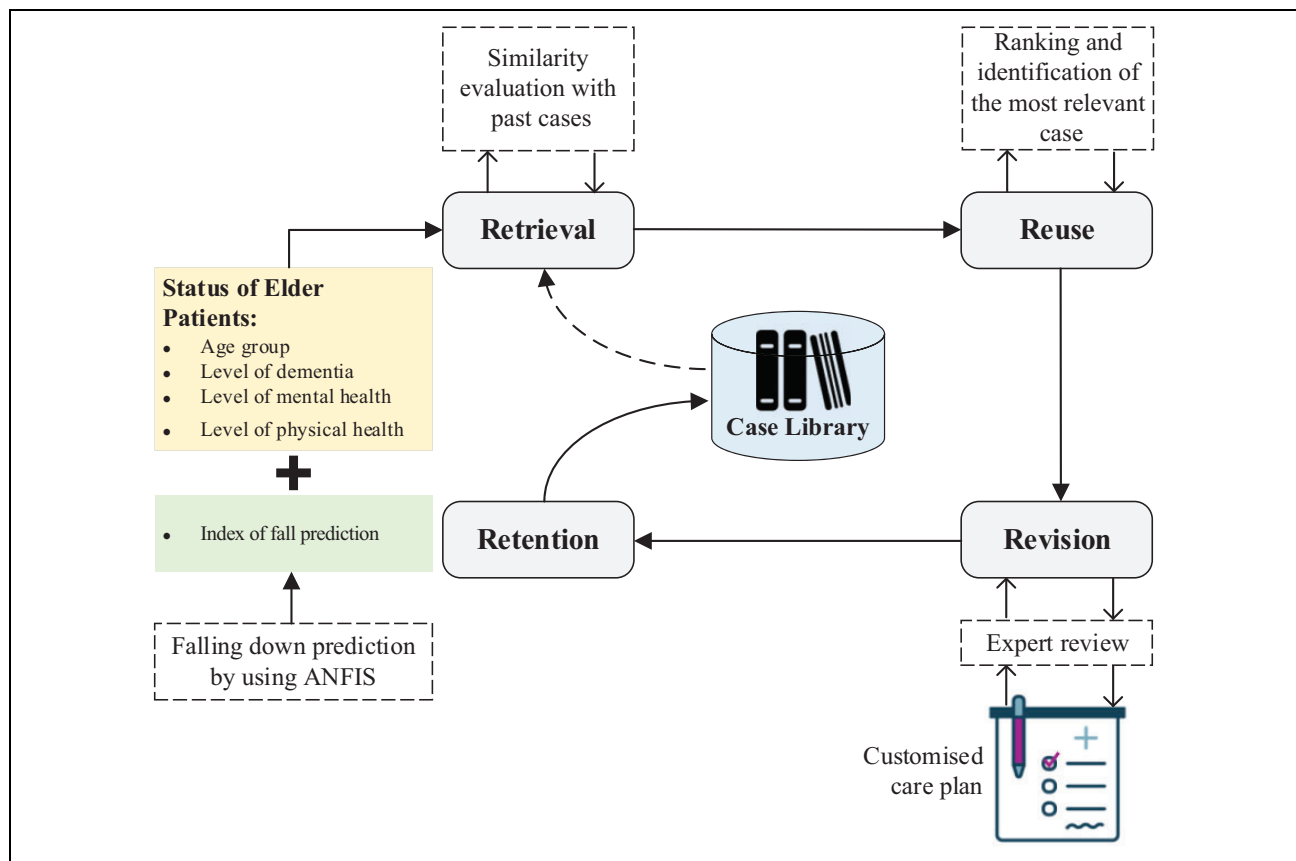 Similarity
evaluation with
past cases
Ranking and
identification of
the most relevant
case
Retrieval
Reuse
Status of Elder
Patients:
• Age group
• Level of dementia
• Level of mental health
• Level of physical health
Case Library
• Index of fall prediction
Retention
Revision
Falling down prediction
by using ANFIS
Expert review
Customised
care plan